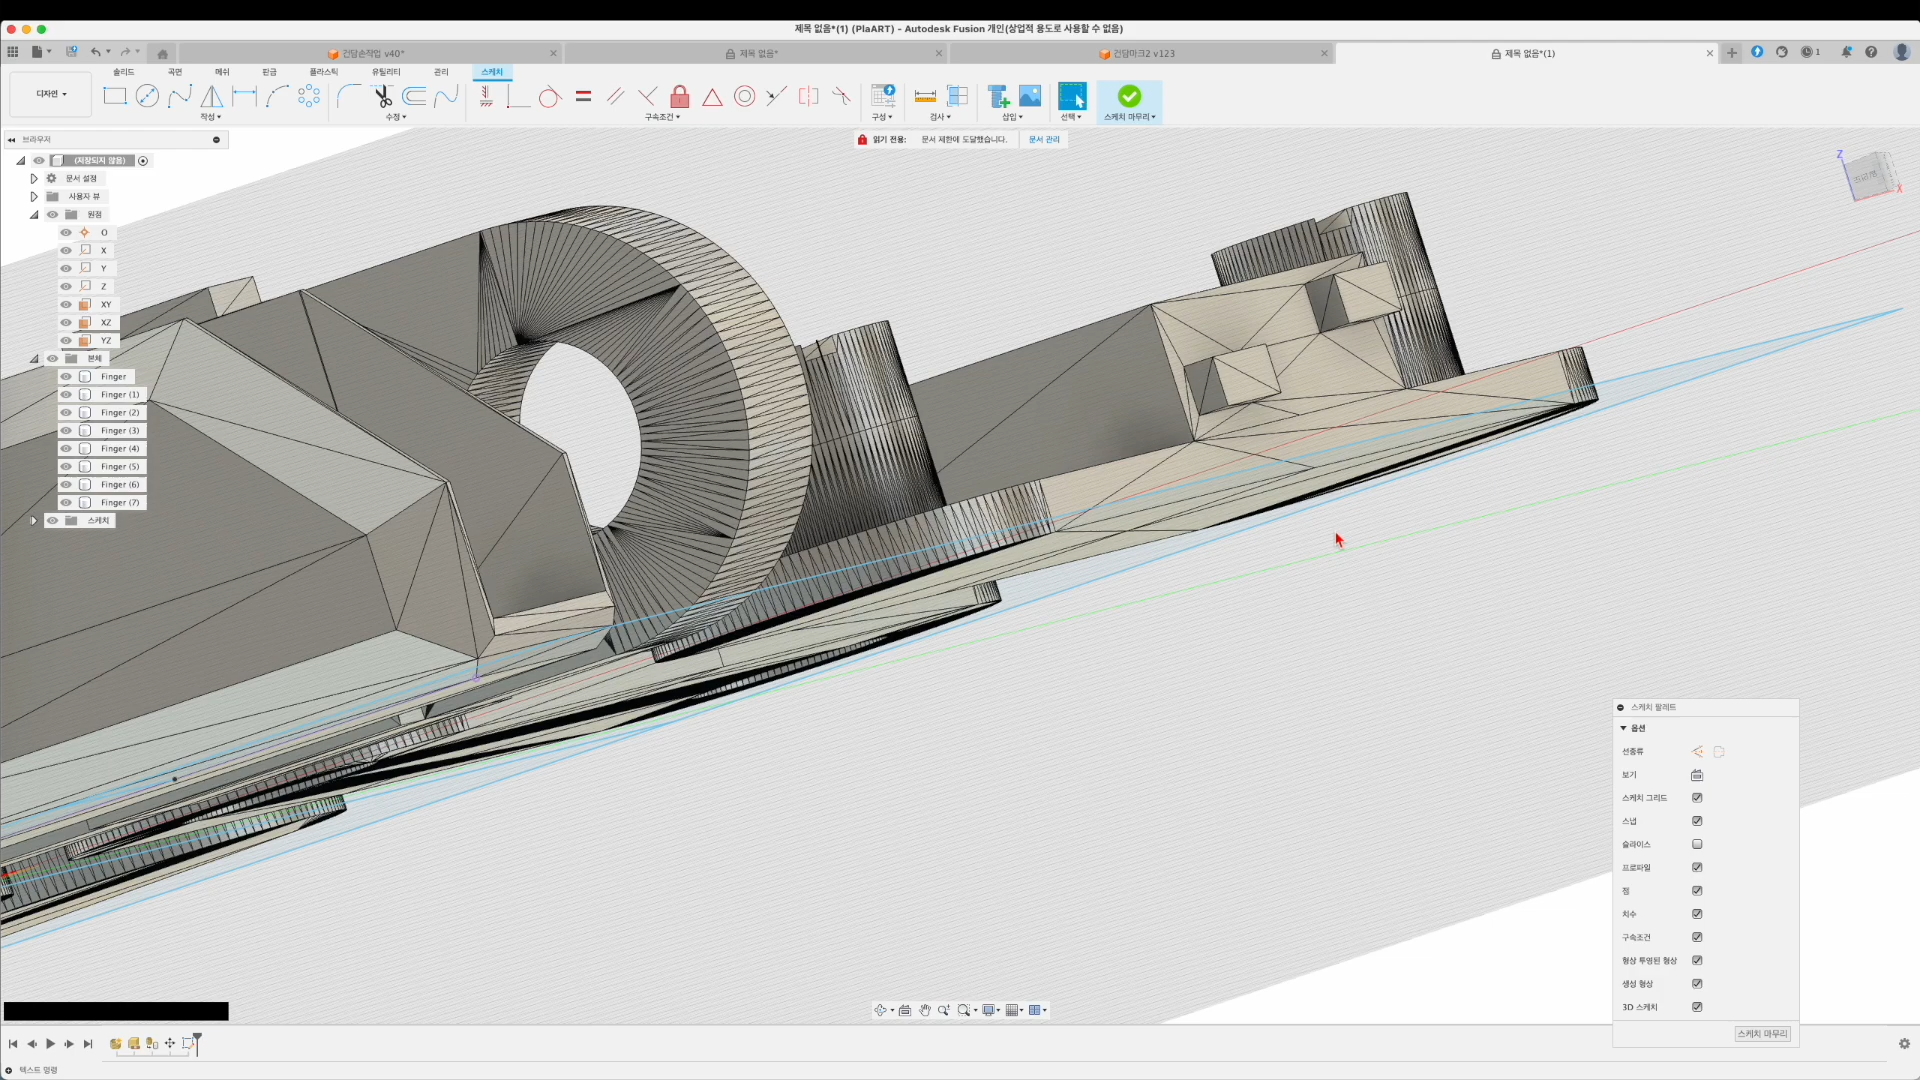 제목 없음*(1) (PlaART) - Autodesk Fusion 개인(상업적 용도로 사용할 수 없음)
건담손작업 v40*
제목 없음*
건담마크2 v123
제목 없음*(1)
1
솔리드 곡면 메쉬 판금 플라스틱 유틸리티 관리 스케치
디자인
작성 수정 구속조건 구성 검사 삽입 선택 스케치 마무리
브라우저
읽기 전용: 문서 제한에 도달했습니다. 문서 관리
(저장되지 않음)
문서 설정
사용자 뷰
원점
O
X
Y
Z
XY
XZ
YZ
본체
Finger
Finger (1)
Finger (2)
Finger (3)
Finger (4)
Finger (5)
Finger (6)
Finger (7)
스케치
Z
X
스케치 팔레트
옵션
선종류
보기
스케치 그리드
스냅
슬라이스
프로파일
점
치수
구속조건
형상 투영된 형상
생성 형상
3D 스케치
스케치 마무리
텍스트 명령